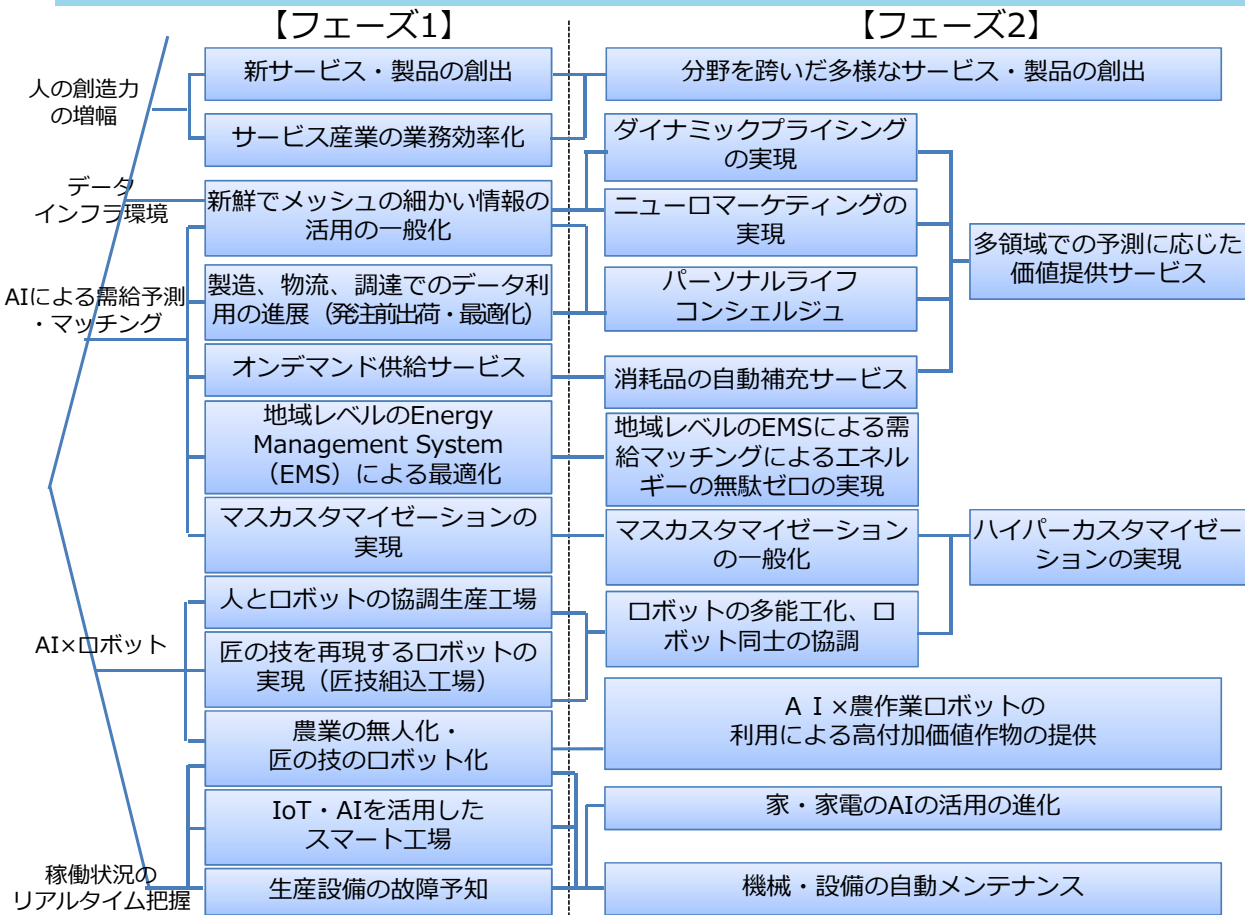 【フェーズ1】
【フェーズ2】
人の創造力
の増幅
新サービス・製品の創出
分野を跨いだ多様なサービス・製品の創出
サービス産業の業務効率化
ダイナミックプライシング
の実現
データ
インフラ環境
新鮮でメッシュの細かい情報の
活用の一般化
ニューロマーケティングの
実現
多領域での予測に応じた
価値提供サービス
AIによる需給予測
・マッチング
製造、物流、調達でのデータ利
用の進展（発注前出荷・最適化）
パーソナルライフ
コンシェルジュ
オンデマンド供給サービス
消耗品の自動補充サービス
地域レベルのEnergy
Management System
（EMS）による最適化
地域レベルのEMSによる需
給マッチングによるエネル
ギーの無駄ゼロの実現
マスカスタマイゼーションの
実現
マスカスタマイゼーション
の一般化
ハイパーカスタマイゼー
ションの実現
AI×ロボット
人とロボットの協調生産工場
ロボットの多能工化、ロ
ボット同士の協調
匠の技を再現するロボットの
実現（匠技組込工場）
農業の無人化・
匠の技のロボット化
ＡＩ×農作業ロボットの
利用による高付加価値作物の提供
IoT・AIを活用した
スマート工場
家・家電のAIの活用の進化
稼働状況の
リアルタイム把握
生産設備の故障予知
機械・設備の自動メンテナンス